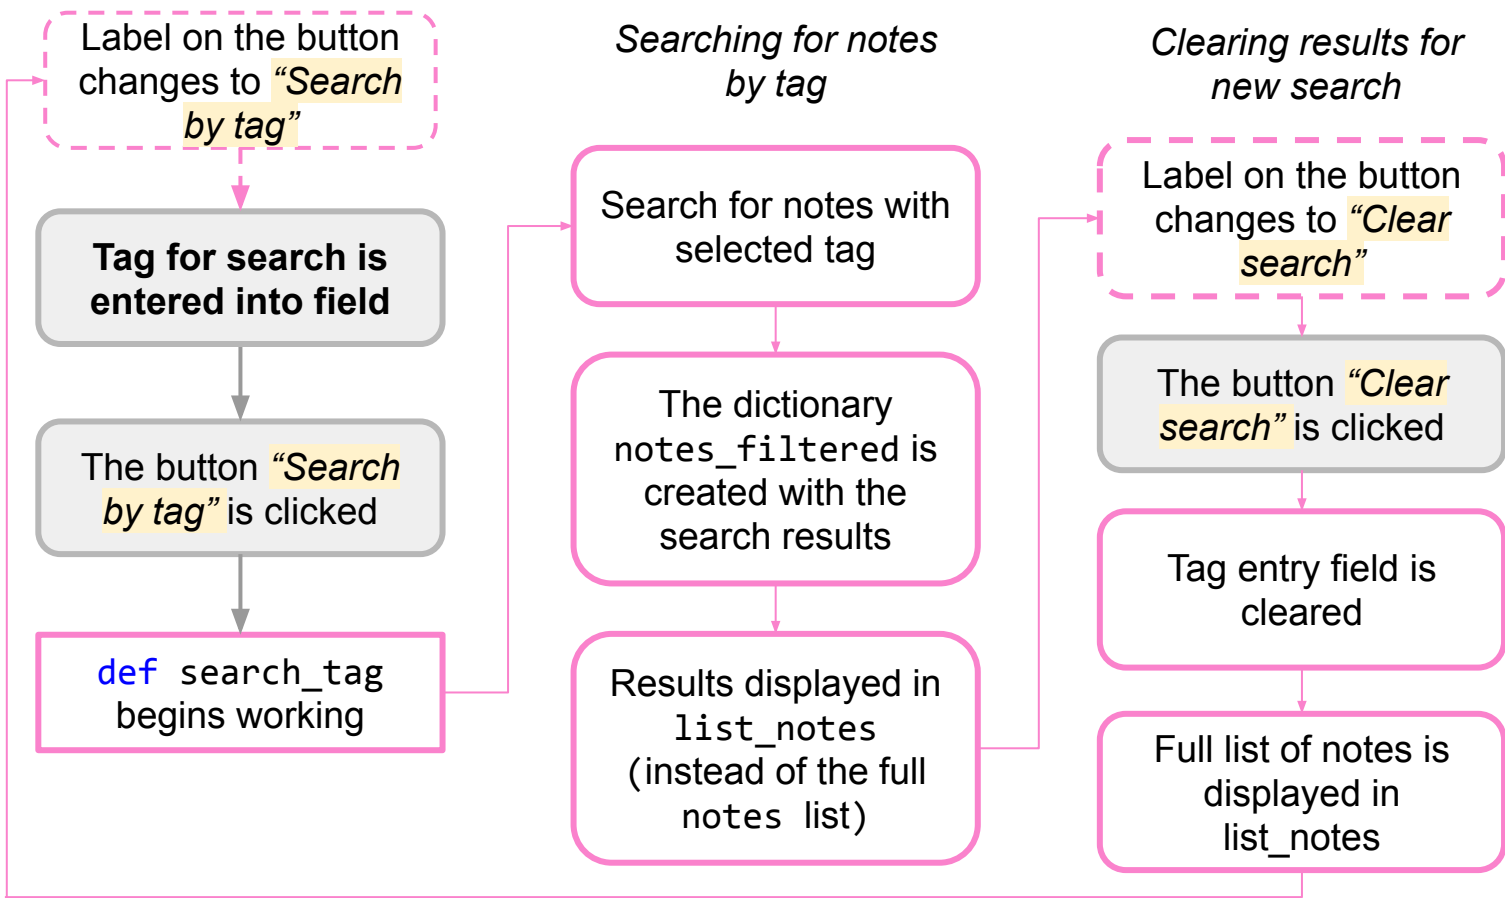 Label on the button
changes to “Search
by tag”
Tag for search is
entered into field
The button “Search
by tag” is clicked
def search_tag
begins working
Searching for notes
by tag
Search for notes with
selected tag
The dictionary
notes_filtered is
created with the
search results
Results displayed in
list_notes
(instead of the full
notes list)
Clearing results for
new search
Label on the button
changes to “Clear
search”
The button “Clear
search” is clicked
Tag entry field is
cleared
Full list of notes is
displayed in
list_notes